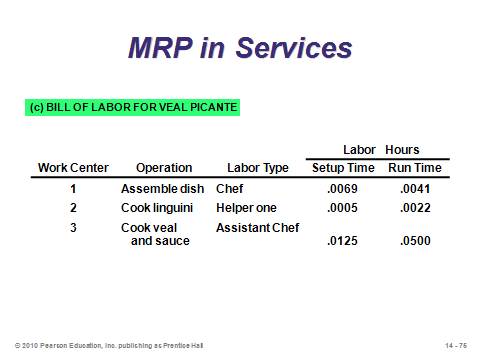 MRP in Services
(c) BILL OF LABOR FOR VEAL PICANTE
Labor Hours
Work Center Operation Labor Type Setup Time Run Time
1 Assemble dish Chef .0069 .0041
2 Cook linguini Helper one .0005 .0022
3 Cook veal Assistant Chef
and sauce .0125 .0500
© 2010 Pearson Education, Inc. publishing as Prentice Hall 14 - 75